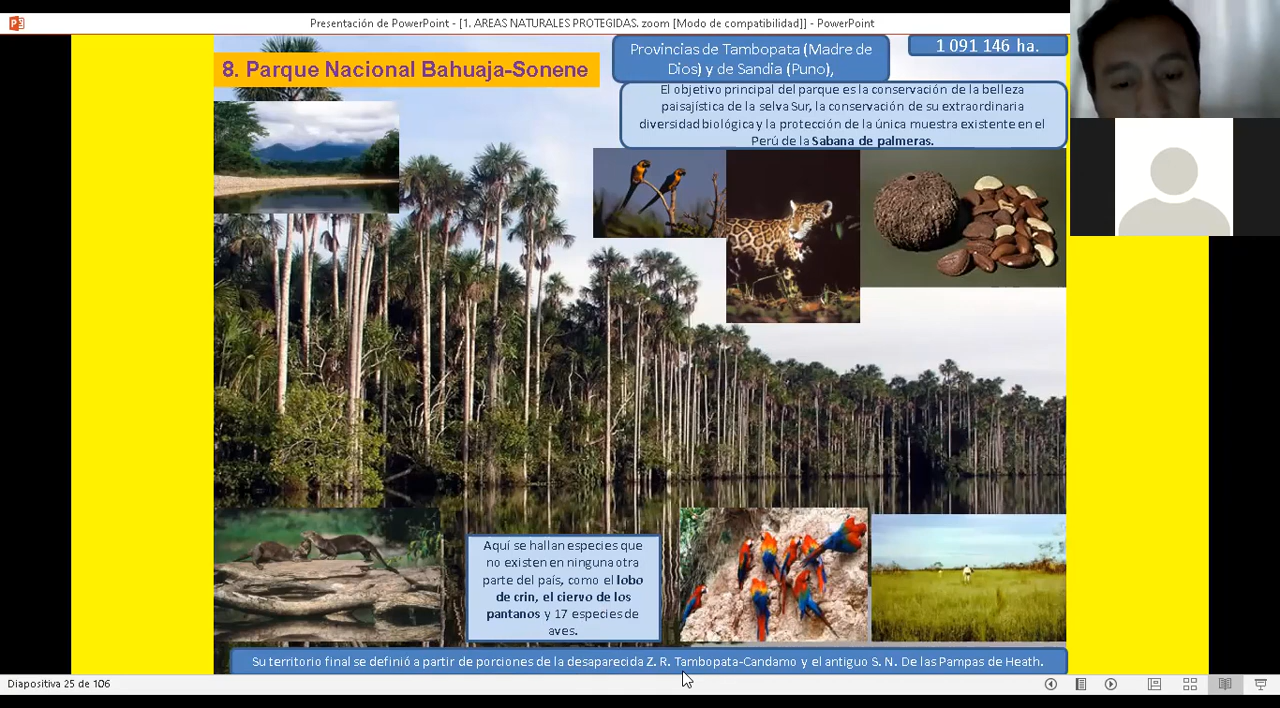 Presentación de PowerPoint - [1. AREAS NATURALES PROTEGIDAS. zoom [Modo de compatibilidad]] - PowerPoint
8. Parque Nacional Bahuaja-Sonene
Provincias de Tambopata (Madre de
Dios) y de Sandia (Puno),
1 091 146 ha.
El objetivo principal del parque es la conservación de la belleza
paisajística de la selva Sur, la conservación de su extraordinaria
diversidad biológica y la protección de la única muestra existente en el
Perú de la Sabana de palmeras.
Aquí se hallan especies que
no existen en ninguna otra
parte del país, como el lobo
de crin, el ciervo de los
pantanos y 17 especies de
aves.
Su territorio final se definió a partir de porciones de la desaparecida Z. R. Tambopata-Candamo y el antiguo S. N. De las Pampas de Heath.
Diapositiva 25 de 106